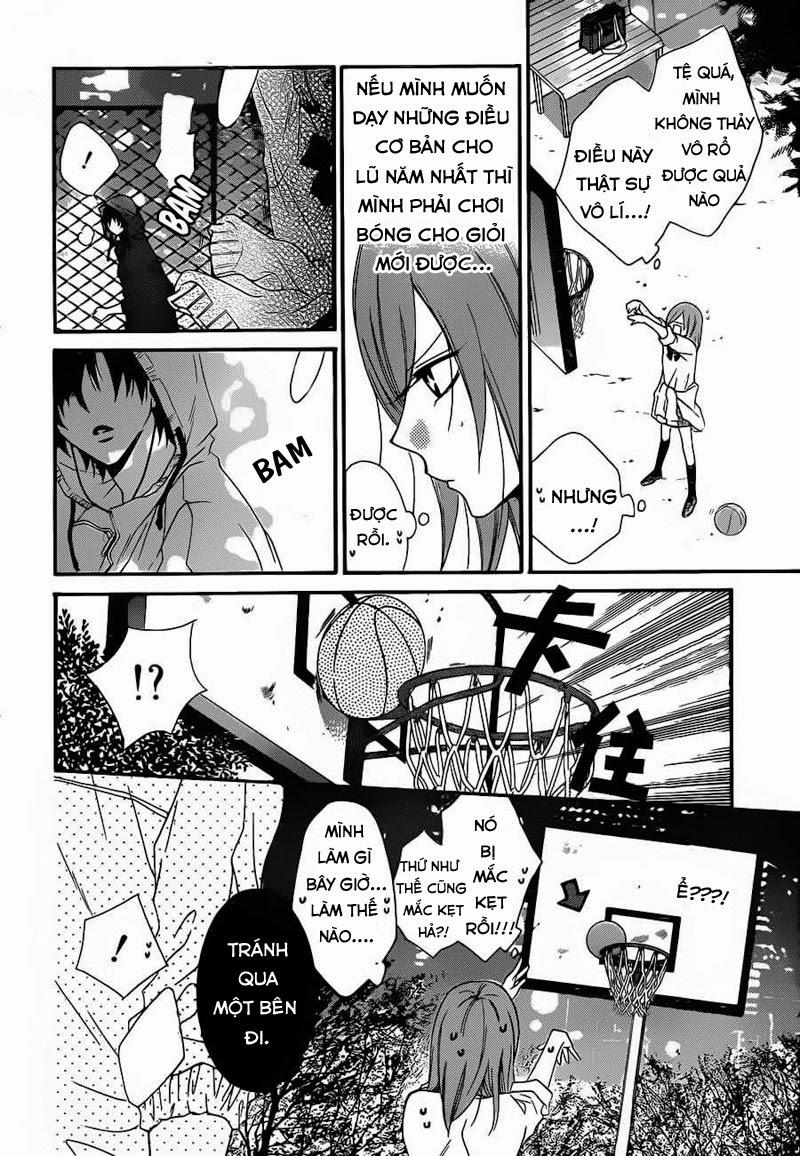 TỆ QUÁ,
MÌNH
KHÔNG THẢY
VÔ RỔ
ĐƯỢC QUẢ
NÀO
ĐIỀU NÀY
THẬT SỰ
VÔ LÍ...!
NHƯNG
...!
NẾU MÌNH MUỐN
DẠY NHỮNG ĐIỀU
CƠ BẢN CHO
LŨ NĂM NHẤT THÌ
MÌNH PHẢI CHƠI
BÓNG CHO GIỎI
MỚI ĐƯỢC...
ĐƯỢC
RỒI.
!
BAM
BAM
卡
住
!?
Ể???!
NÓ
BỊ
MẮC
KẸT
RỒI!!!
THỨ NHƯ
THẾ CŨNG
MẮC KẸT
HẢ?!
MÌNH
LÀM GÌ
BÂY GIỜ...
LÀM THẾ
NÀO....
TRÁNH
QUA
MỘT BÊN
ĐI.
!